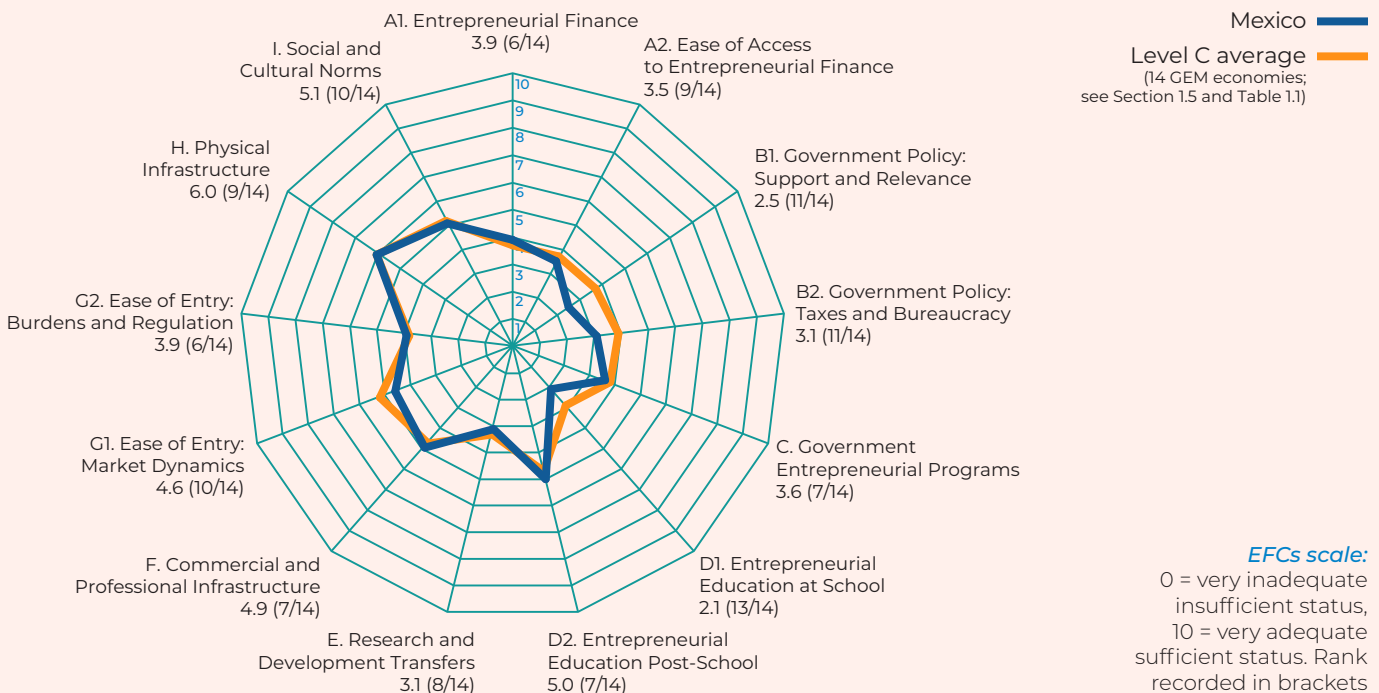 A1. Entrepreneurial Finance
3.9 (6/14)
A2. Ease of Access
to Entrepreneurial Finance
3.5 (9/14)
B1. Government Policy:
Support and Relevance
2.5 (11/14)
B2. Government Policy:
Taxes and Bureaucracy
3.1 (11/14)
C. Government
Entrepreneurial Programs
3.6 (7/14)
D1. Entrepreneurial
Education at School
2.1 (13/14)
D2. Entrepreneurial
Education Post-School
5.0 (7/14)
E. Research and
Development Transfers
3.1 (8/14)
F. Commercial and
Professional Infrastructure
4.9 (7/14)
G1. Ease of Entry:
Market Dynamics
4.6 (10/14)
G2. Ease of Entry:
Burdens and Regulation
3.9 (6/14)
H. Physical
Infrastructure
6.0 (9/14)
I. Social and
Cultural Norms
5.1 (10/14)
10
9
8
7
6
5
3
2
1
Mexico
Level C average
(14 GEM economies;
see Section 1.5 and Table 1.1)
EFCs scale:
0 = very inadequate
insufficient status,
10 = very adequate
sufficient status. Rank
recorded in brackets